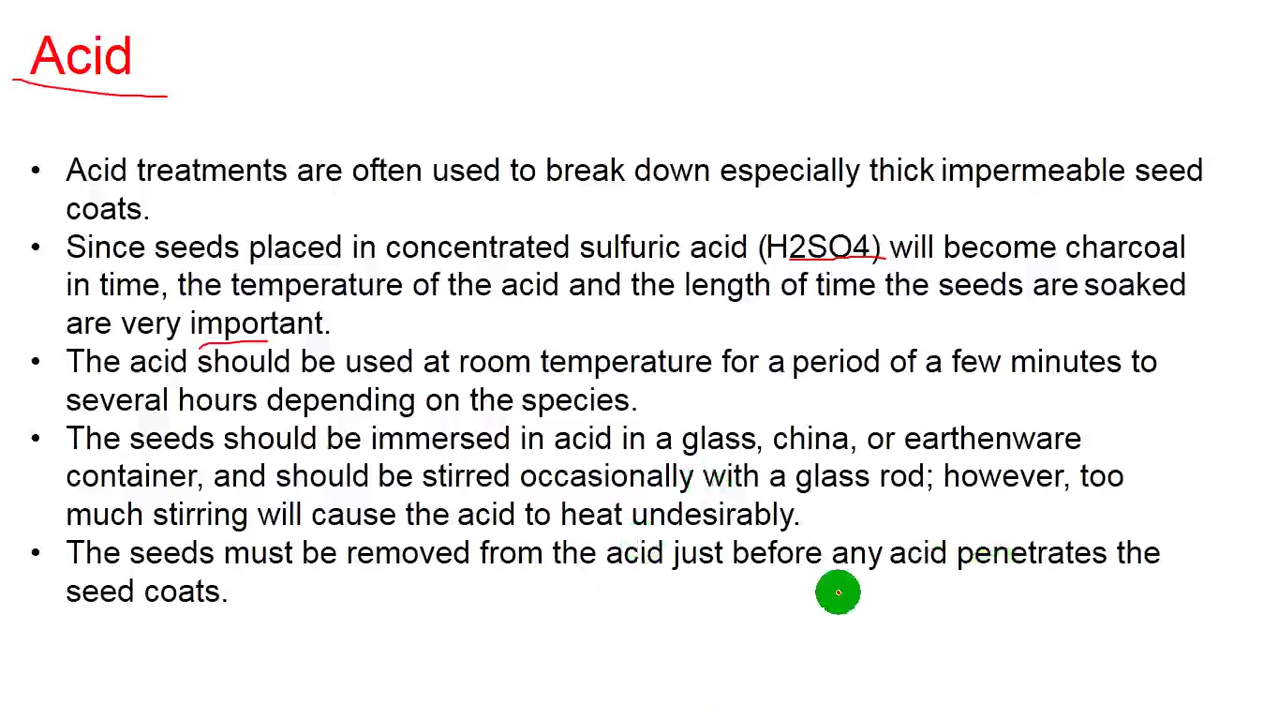 Acid
• Acid treatments are often used to break down especially thick impermeable seed
coats.
• Since seeds placed in concentrated sulfuric acid (H2SO4) will become charcoal
in time, the temperature of the acid and the length of time the seeds are soaked
are very important.
• The acid should be used at room temperature for a period of a few minutes to
several hours depending on the species.
• The seeds should be immersed in acid in a glass, china, or earthenware
container, and should be stirred occasionally with a glass rod; however, too
much stirring will cause the acid to heat undesirably.
• The seeds must be removed from the acid just before any acid penetrates the
seed coats.